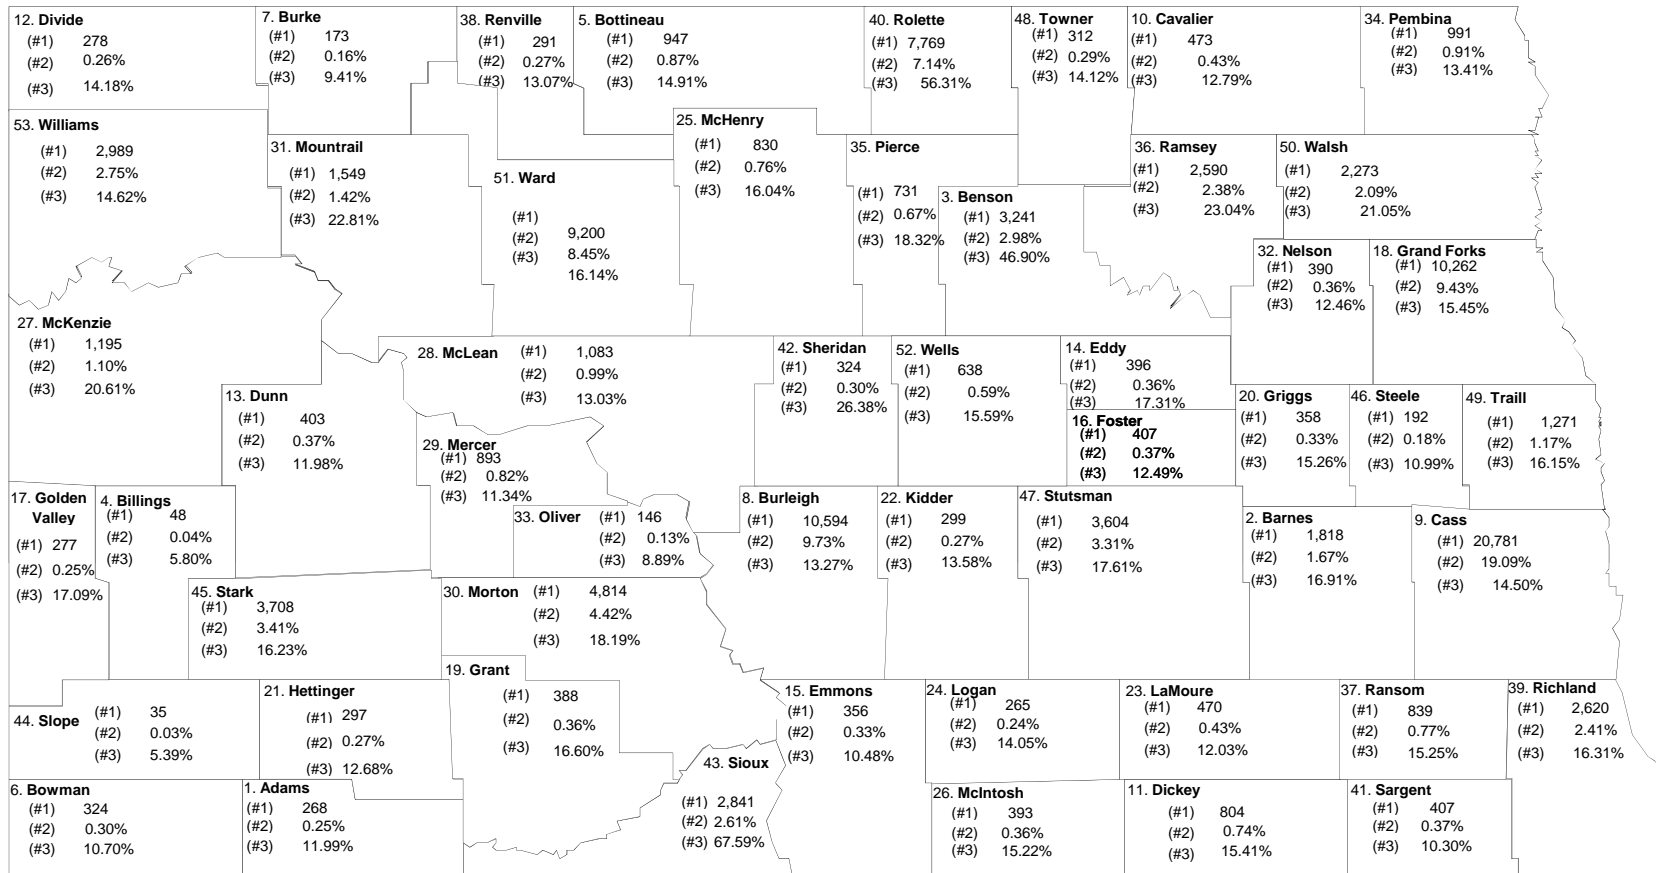 12. Divide
(#1) 278
(#2) 0.26%
(#3) 14.18%
7. Burke
(#1) 173
(#2) 0.16%
(#3) 9.41%
38. Renville
(#1) 291
(#2) 0.27%
(#3) 13.07%
5. Bottineau
(#1) 947
(#2) 0.87%
(#3) 14.91%
40. Rolette
(#1) 7,769
(#2) 7.14%
(#3) 56.31%
48. Towner
(#1) 312
(#2) 0.29%
(#3) 14.12%
10. Cavalier
(#1) 473
(#2) 0.43%
(#3) 12.79%
34. Pembina
(#1) 991
(#2) 0.91%
(#3) 13.41%
53. Williams
(#1) 2,989
(#2) 2.75%
(#3) 14.62%
31. Mountrail
(#1) 1,549
(#2) 1.42%
(#3) 22.81%
51. Ward
(#1)
(#2) 9,200
(#3) 8.45%
16.14%
25. McHenry
(#1) 830
(#2) 0.76%
(#3) 16.04%
35. Pierce
(#1) 731
(#2) 0.67%
(#3) 18.32%
3. Benson
(#1) 3,241
(#2) 2.98%
(#3) 46.90%
36. Ramsey
(#1) 2,590
(#2) 2.38%
(#3) 23.04%
50. Walsh
(#1) 2,273
(#2) 2.09%
(#3) 21.05%
32. Nelson
(#1) 390
(#2) 0.36%
(#3) 12.46%
18. Grand Forks
(#1) 10,262
(#2) 9.43%
(#3) 15.45%
27. McKenzie
(#1) 1,195
(#2) 1.10%
(#3) 20.61%
28. McLean (#1) 1,083
(#2) 0.99%
(#3) 13.03%
42. Sheridan
(#1) 324
(#2) 0.30%
(#3) 26.38%
52. Wells
(#1) 638
(#2) 0.59%
(#3) 15.59%
14. Eddy
(#1) 396
(#2) 0.36%
(#3) 17.31%
13. Dunn
(#1) 403
(#2) 0.37%
(#3) 11.98%
29. Mercer
(#1) 893
(#2) 0.82%
(#3) 11.34%
16. Foster
(#1) 407
(#2) 0.37%
(#3) 12.49%
20. Griggs
(#1) 358
(#2) 0.33%
(#3) 15.26%
46. Steele
(#1) 192
(#2) 0.18%
(#3) 10.99%
49. Traill
(#1) 1,271
(#2) 1.17%
(#3) 16.15%
17. Golden
Valley
(#1) 277
(#2) 0.25%
(#3) 17.09%
4. Billings
(#1) 48
(#2) 0.04%
(#3) 5.80%
33. Oliver (#1) 146
(#2) 0.13%
(#3) 8.89%
8. Burleigh
(#1) 10,594
(#2) 9.73%
(#3) 13.27%
22. Kidder
(#1) 299
(#2) 0.27%
(#3) 13.58%
47. Stutsman
(#1) 3,604
(#2) 3.31%
(#3) 17.61%
2. Barnes
(#1) 1,818
(#2) 1.67%
(#3) 16.91%
9. Cass
(#1) 20,781
(#2) 19.09%
(#3) 14.50%
45. Stark
(#1) 3,708
(#2) 3.41%
(#3) 16.23%
30. Morton (#1) 4,814
(#2) 4.42%
(#3) 18.19%
44. Slope (#1) 35
(#2) 0.03%
(#3) 5.39%
21. Hettinger
(#1) 297
(#2) 0.27%
(#3) 12.68%
19. Grant
(#1) 388
(#2) 0.36%
(#3) 16.60%
15. Emmons
(#1) 356
(#2) 0.33%
(#3) 10.48%
24. Logan
(#1) 265
(#2) 0.24%
(#3) 14.05%
23. LaMoure
(#1) 470
(#2) 0.43%
(#3) 12.03%
37. Ransom
(#1) 839
(#2) 0.77%
(#3) 15.25%
39. Richland
(#1) 2,620
(#2) 2.41%
(#3) 16.31%
6. Bowman
(#1) 324
(#2) 0.30%
(#3) 10.70%
1. Adams
(#1) 268
(#2) 0.25%
(#3) 11.99%
43. Sioux
(#1) 2,841
(#2) 2.61%
(#3) 67.59%
26. McIntosh
(#1) 393
(#2) 0.36%
(#3) 15.22%
11. Dickey
(#1) 804
(#2) 0.74%
(#3) 15.41%
41. Sargent
(#1) 407
(#2) 0.37%
(#3) 10.30%